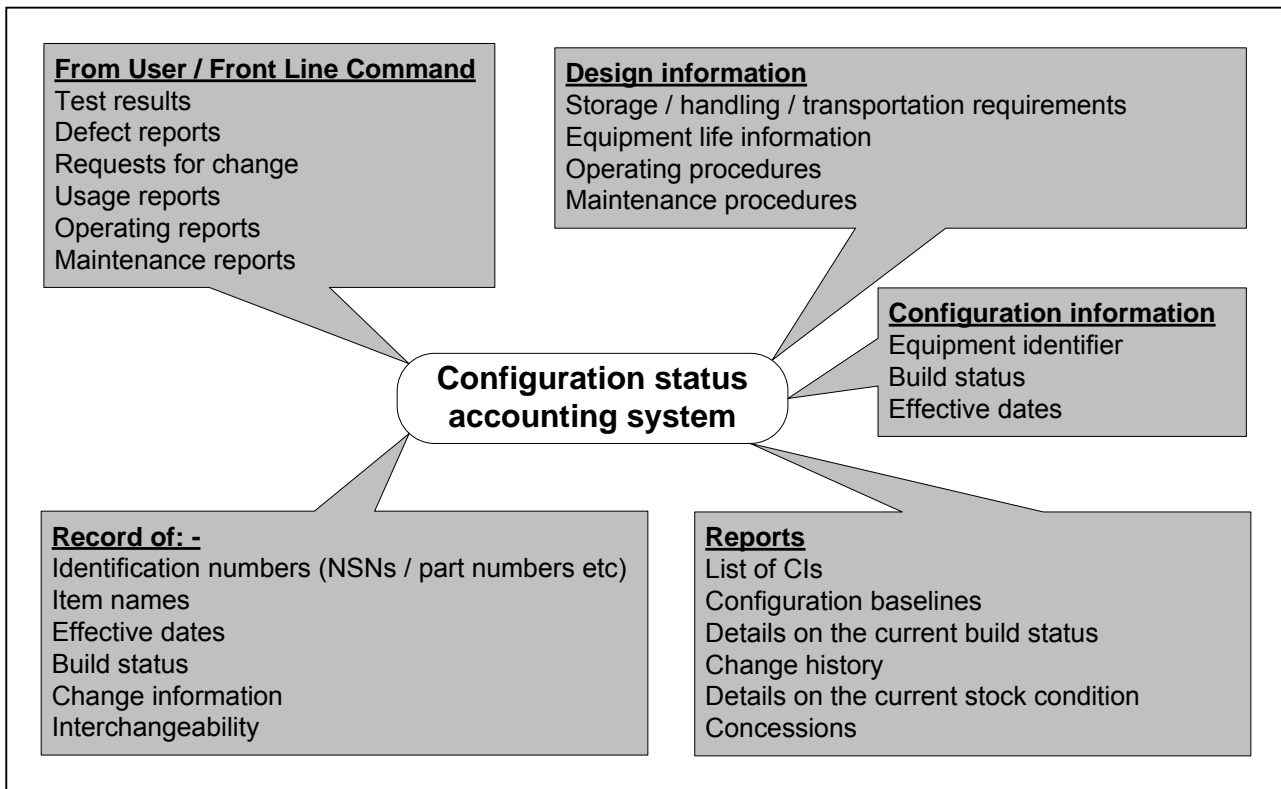 From User / Front Line Command
Test results
Defect reports
Requests for change
Usage reports
Operating reports
Maintenance reports
Design information
Storage / handling / transportation requirements
Equipment life information
Operating procedures
Maintenance procedures
Configuration information
Equipment identifier
Build status
Effective dates
Configuration status
accounting system
Record of: -
Identification numbers (NSNs / part numbers etc)
Item names
Effective dates
Build status
Change information
Interchangeability
Reports
List of CIs
Configuration baselines
Details on the current build status
Change history
Details on the current stock condition
Concessions